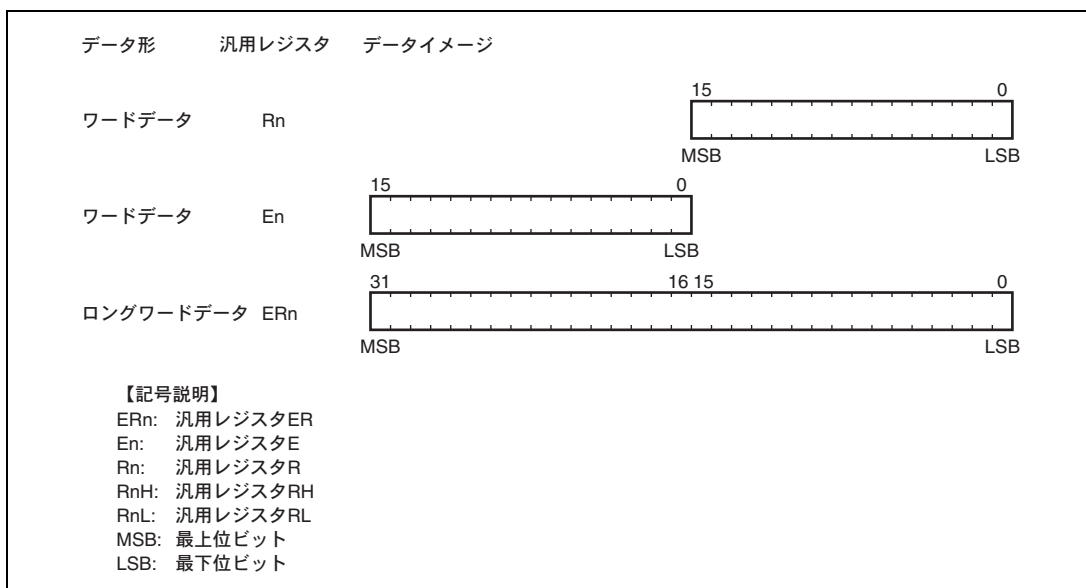 データ形 汎用レジスタ データイメージ
15 0
ワードデータ Rn
MSB LSB
15 0
ワードデータ En
MSB LSB
31 16 15 0
ロングワードデータ ERn
MSB LSB
【記号説明】
ERn: 汎用レジスタER
En: 汎用レジスタE
Rn: 汎用レジスタR
RnH: 汎用レジスタRH
RnL: 汎用レジスタRL
MSB: 最上位ビット
LSB: 最下位ビット